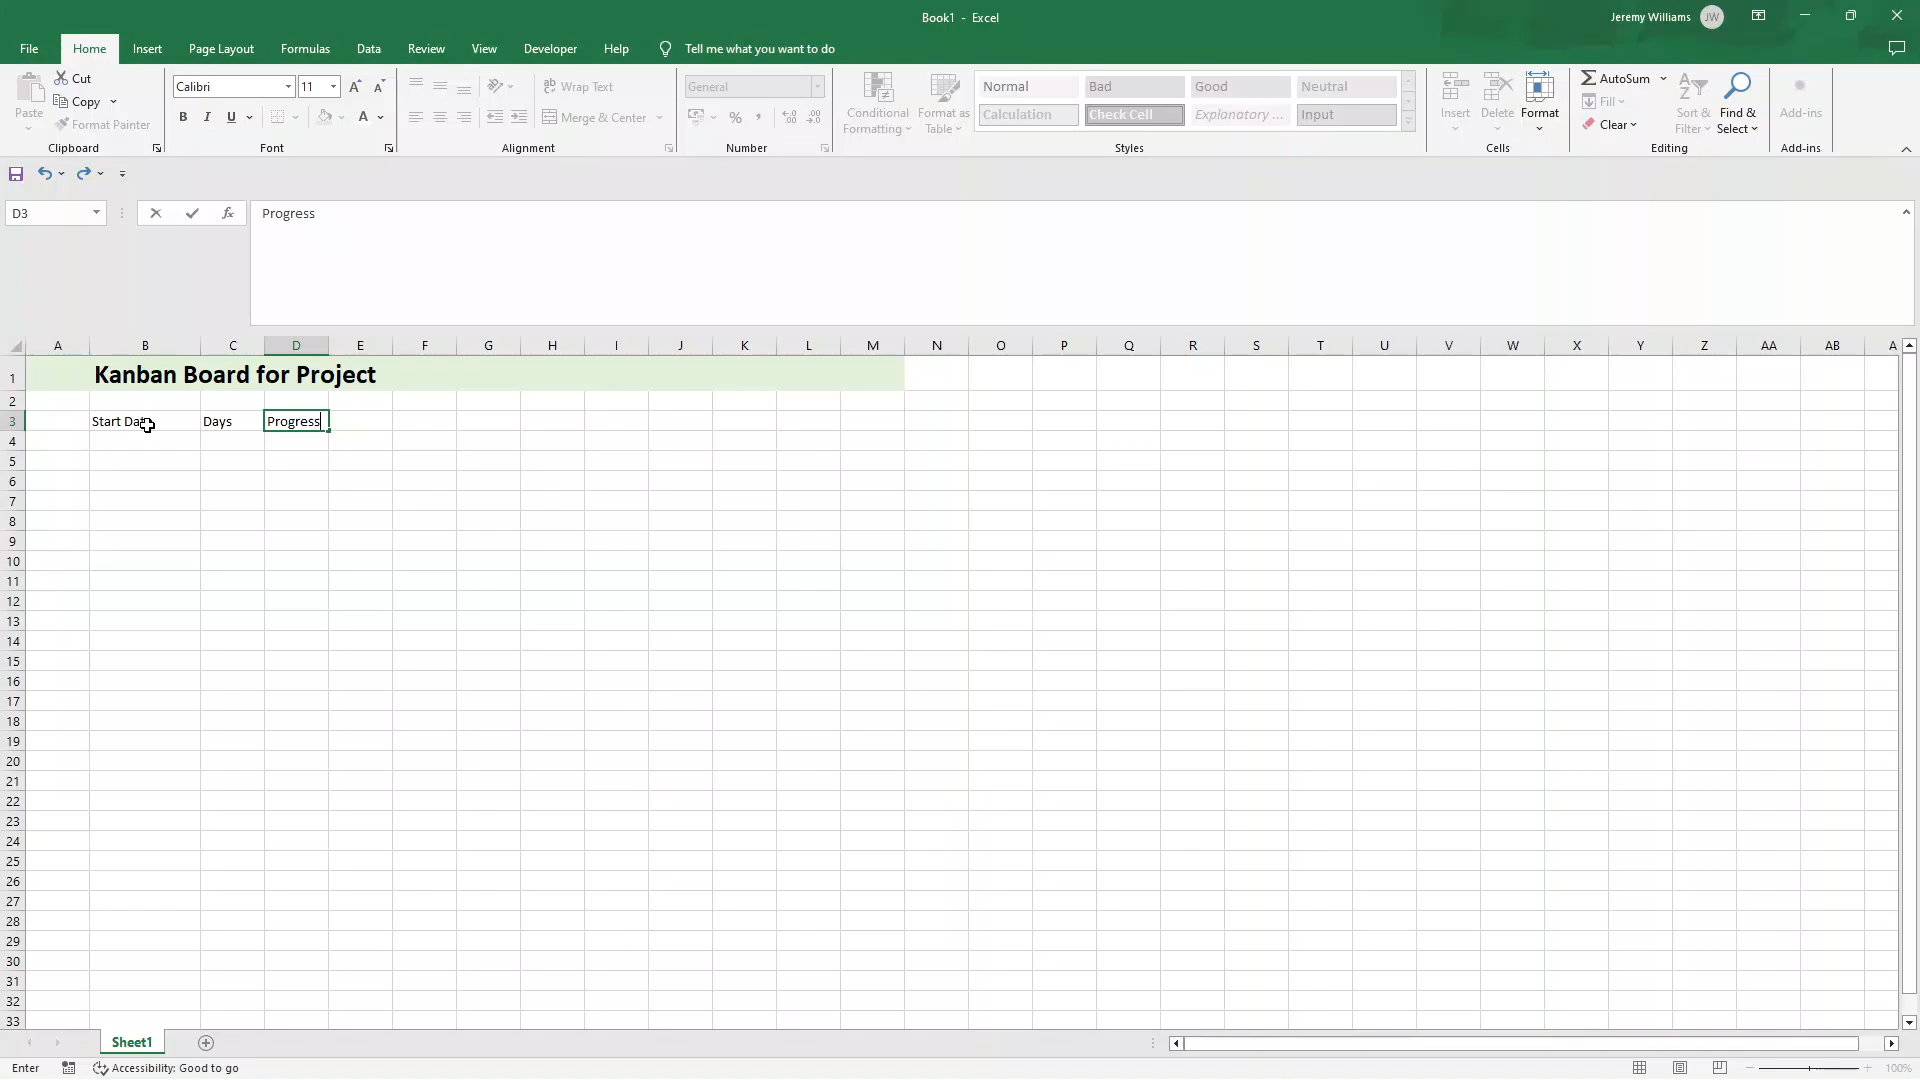 Book1 - Excel
Jeremy Williams JW
File Home Insert Page Layout Formulas Data Review View Developer Help Tell me what you want to do
Paste
Cut
Copy
Format Painter
Clipboard
Calibri 11 A A
B I U A
Font
Wrap Text
Merge & Center
Alignment
General
% , .00
Number
Conditional Formatting
Format as Table
Normal Bad Good Neutral
Calculation Check Cell Explanatory ... Input
Styles
Insert Delete Format
Cells
AutoSum
Fill
Clear
Sort & Filter
Find & Select
Editing
Add-ins
Add-ins
D3 fx Progress
A B C D E F G H I J K L M N O P Q R S T U V W X Y Z AA AB A
1 Kanban Board for Project
2
3 Start Date Days Progress
4
5
6
7
8
9
10
11
12
13
14
15
16
17
18
19
20
21
22
23
24
25
26
27
28
29
30
31
32
33
Sheet1
Enter Accessibility: Good to go 100%